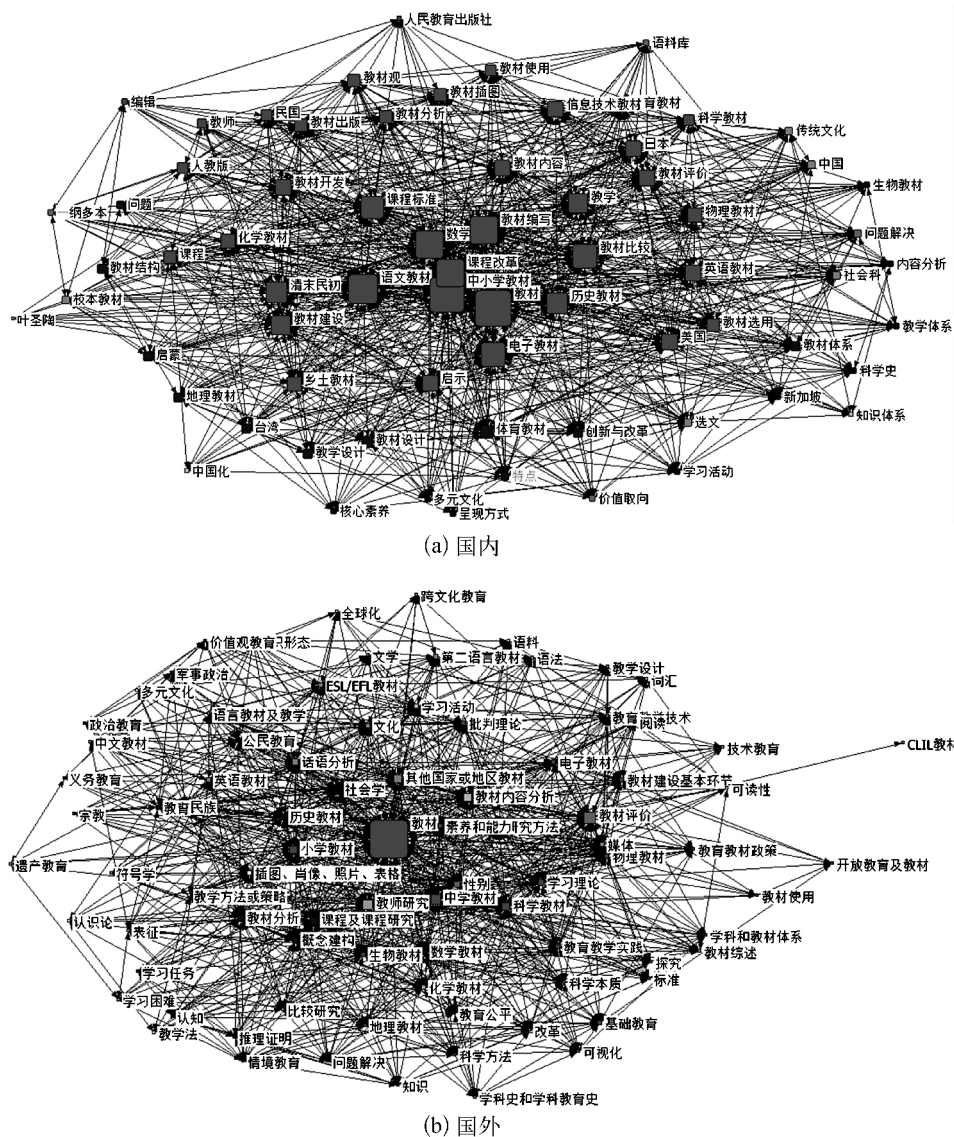 人民教育出版社
语料库
教材使用
教材观
教材插图
编辑
民国
教师
教材出版
教材分析
信息技术教材
育教材
科学教材
传统文化
日本
人教版
教材内容
教材评价
中国
教材开发
生物教材
一纲多本
问题
课程标准
教学
教材编写
物理教材
化学教材
数学
问题解决
课程
教材比较
教材结构
课程改革
内容分析
语文教材
中小学教材
英语教材
社会科
清末民初
教材
历史教材
校本教材
叶圣陶
教材建设
教材选用
教学体系
电子教材
美国
教材体系
启蒙
科学史
乡土教材
启示
地理教材
新加坡
知识体系
台湾
选文
体育教材
创新与改革
教材设计
教学设计
中国化
特点
学习活动
多元文化
价值取向
核心素养
呈现方式
(a) 国内
跨文化教育
全球化
价值观教育
识形态
语料
文学
第二语言教材
语法
教学设计
军事政治
词汇
多元文化
ESL/EFL教材
学习活动
政治教育
语言教材及教学
文化
批判理论
阅读
中文教材
公民教育
技术教育
CLIL教材
话语分析
电子教材
义务教育
英语教材
其他国家或地区教材
教材建设基本环节
社会学
可读性
教材内容分析
教育民族
宗教
历史教材
教材评价
教材
素养和能力
研究方法
小学教材
媒体
教育教材政策
物理教材
遗产教育
开放教育及教材
符号学
插图、肖像、照片、表格
性别
学习理论
教学方法或策略
教师研究
中学教材
教材使用
科学教材
认识论
教材分析
课程及课程研究
表征
学科和教材体系
概念建构
生物教材
数学教材
教育教学实践
教材综述
学习任务
探究
化学教材
科学本质
标准
学习困难
比较研究
教育公平
认知
地理教材
基础教育
教学法
改革
推理证明
科学方法
可视化
情境教育
问题解决
知识
学科史和学科教育史
(b) 国外